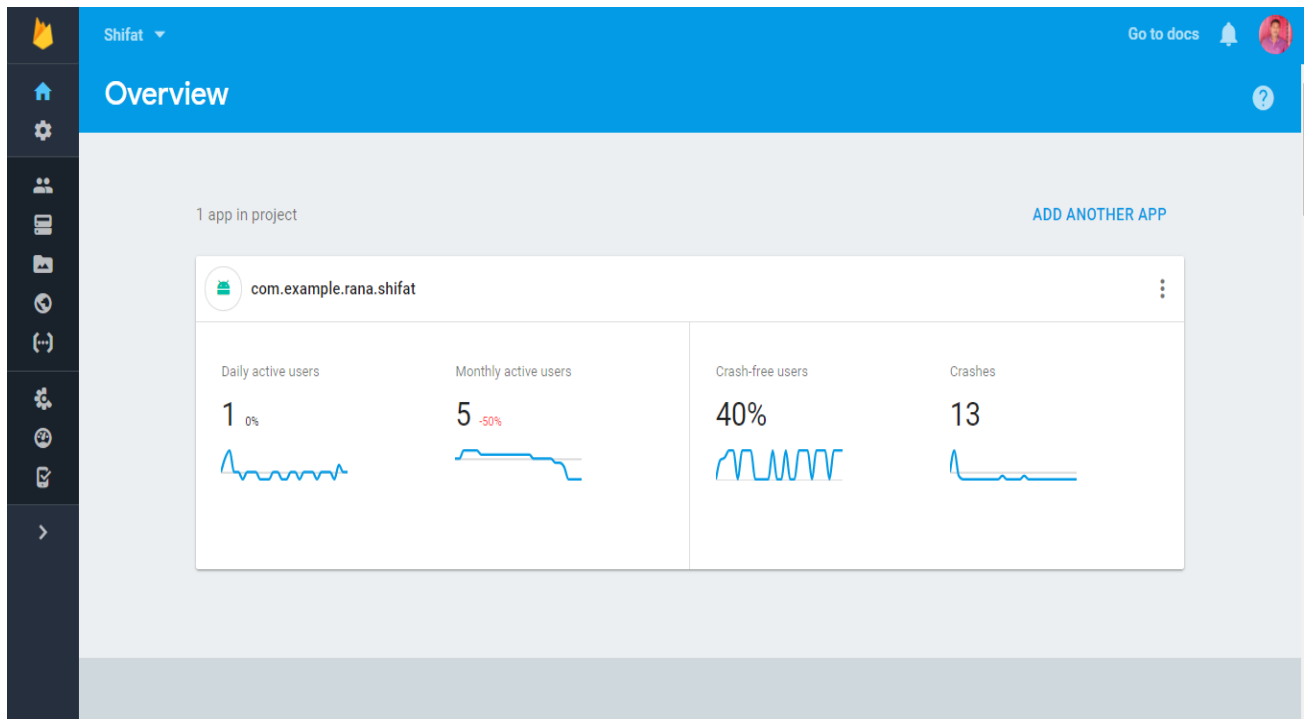 Shifat
Go to docs
Overview
1 app in project
ADD ANOTHER APP
com.example.rana.shifat
Daily active users
Monthly active users
Crash-free users
Crashes
1 0%
5 -50%
40%
13